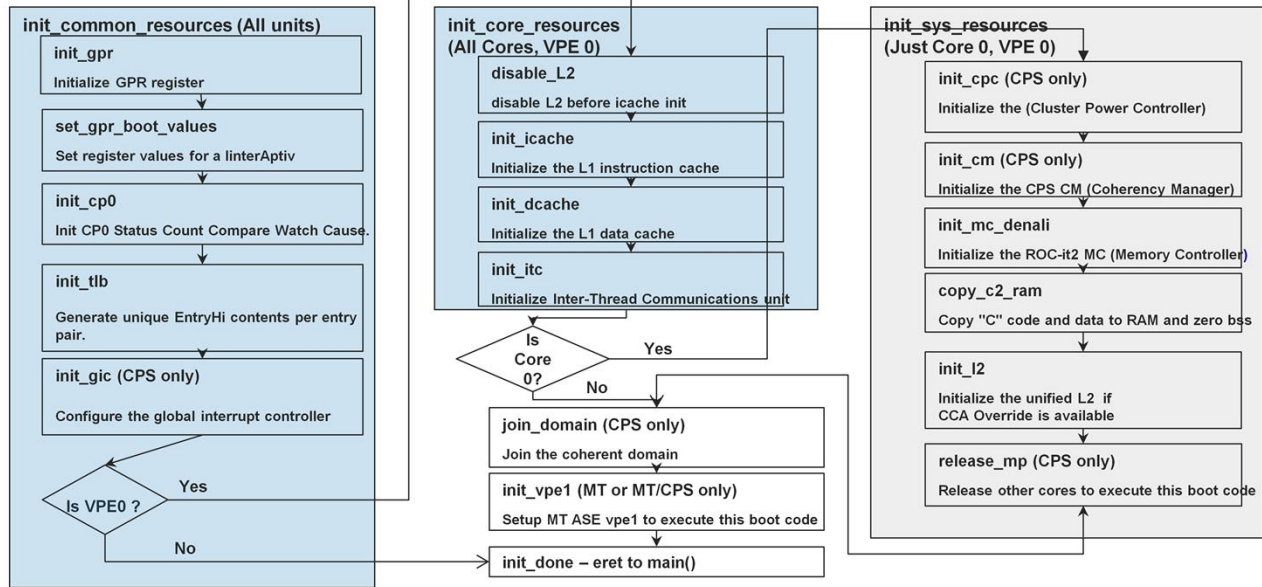 init_common_resources (All units)
init_gpr
Initialize GPR register
set_gpr_boot_values
Set register values for a IinterAptiv
init_cp0
Init CP0 Status Count Compare Watch Cause.
init_tlb
Generate unique EntryHi contents per entry
pair.
init_gic (CPS only)
Configure the global interrupt controller
Is VPE0 ?
Yes
No
init_core_resources
(All Cores, VPE 0)
disable_L2
disable L2 before icache init
init_icache
Initialize the L1 instruction cache
init_dcache
Initialize the L1 data cache
init_itc
Initialize Inter-Thread Communications unit
Is
Core
0?
Yes
No
join_domain (CPS only)
Join the coherent domain
init_vpe1 (MT or MT/CPS only)
Setup MT ASE vpe1 to execute this boot code
init_done – eret to main()
init_sys_resources
(Just Core 0, VPE 0)
init_cpc (CPS only)
Initialize the (Cluster Power Controller)
init_cm (CPS only)
Initialize the CPS CM (Coherency Manager)
init_mc_denali
Initialize the ROC-it2 MC (Memory Controller)
copy_c2_ram
Copy "C" code and data to RAM and zero bss
init_l2
Initialize the unified L2 if
CCA Override is available
release_mp (CPS only)
Release other cores to execute this boot code